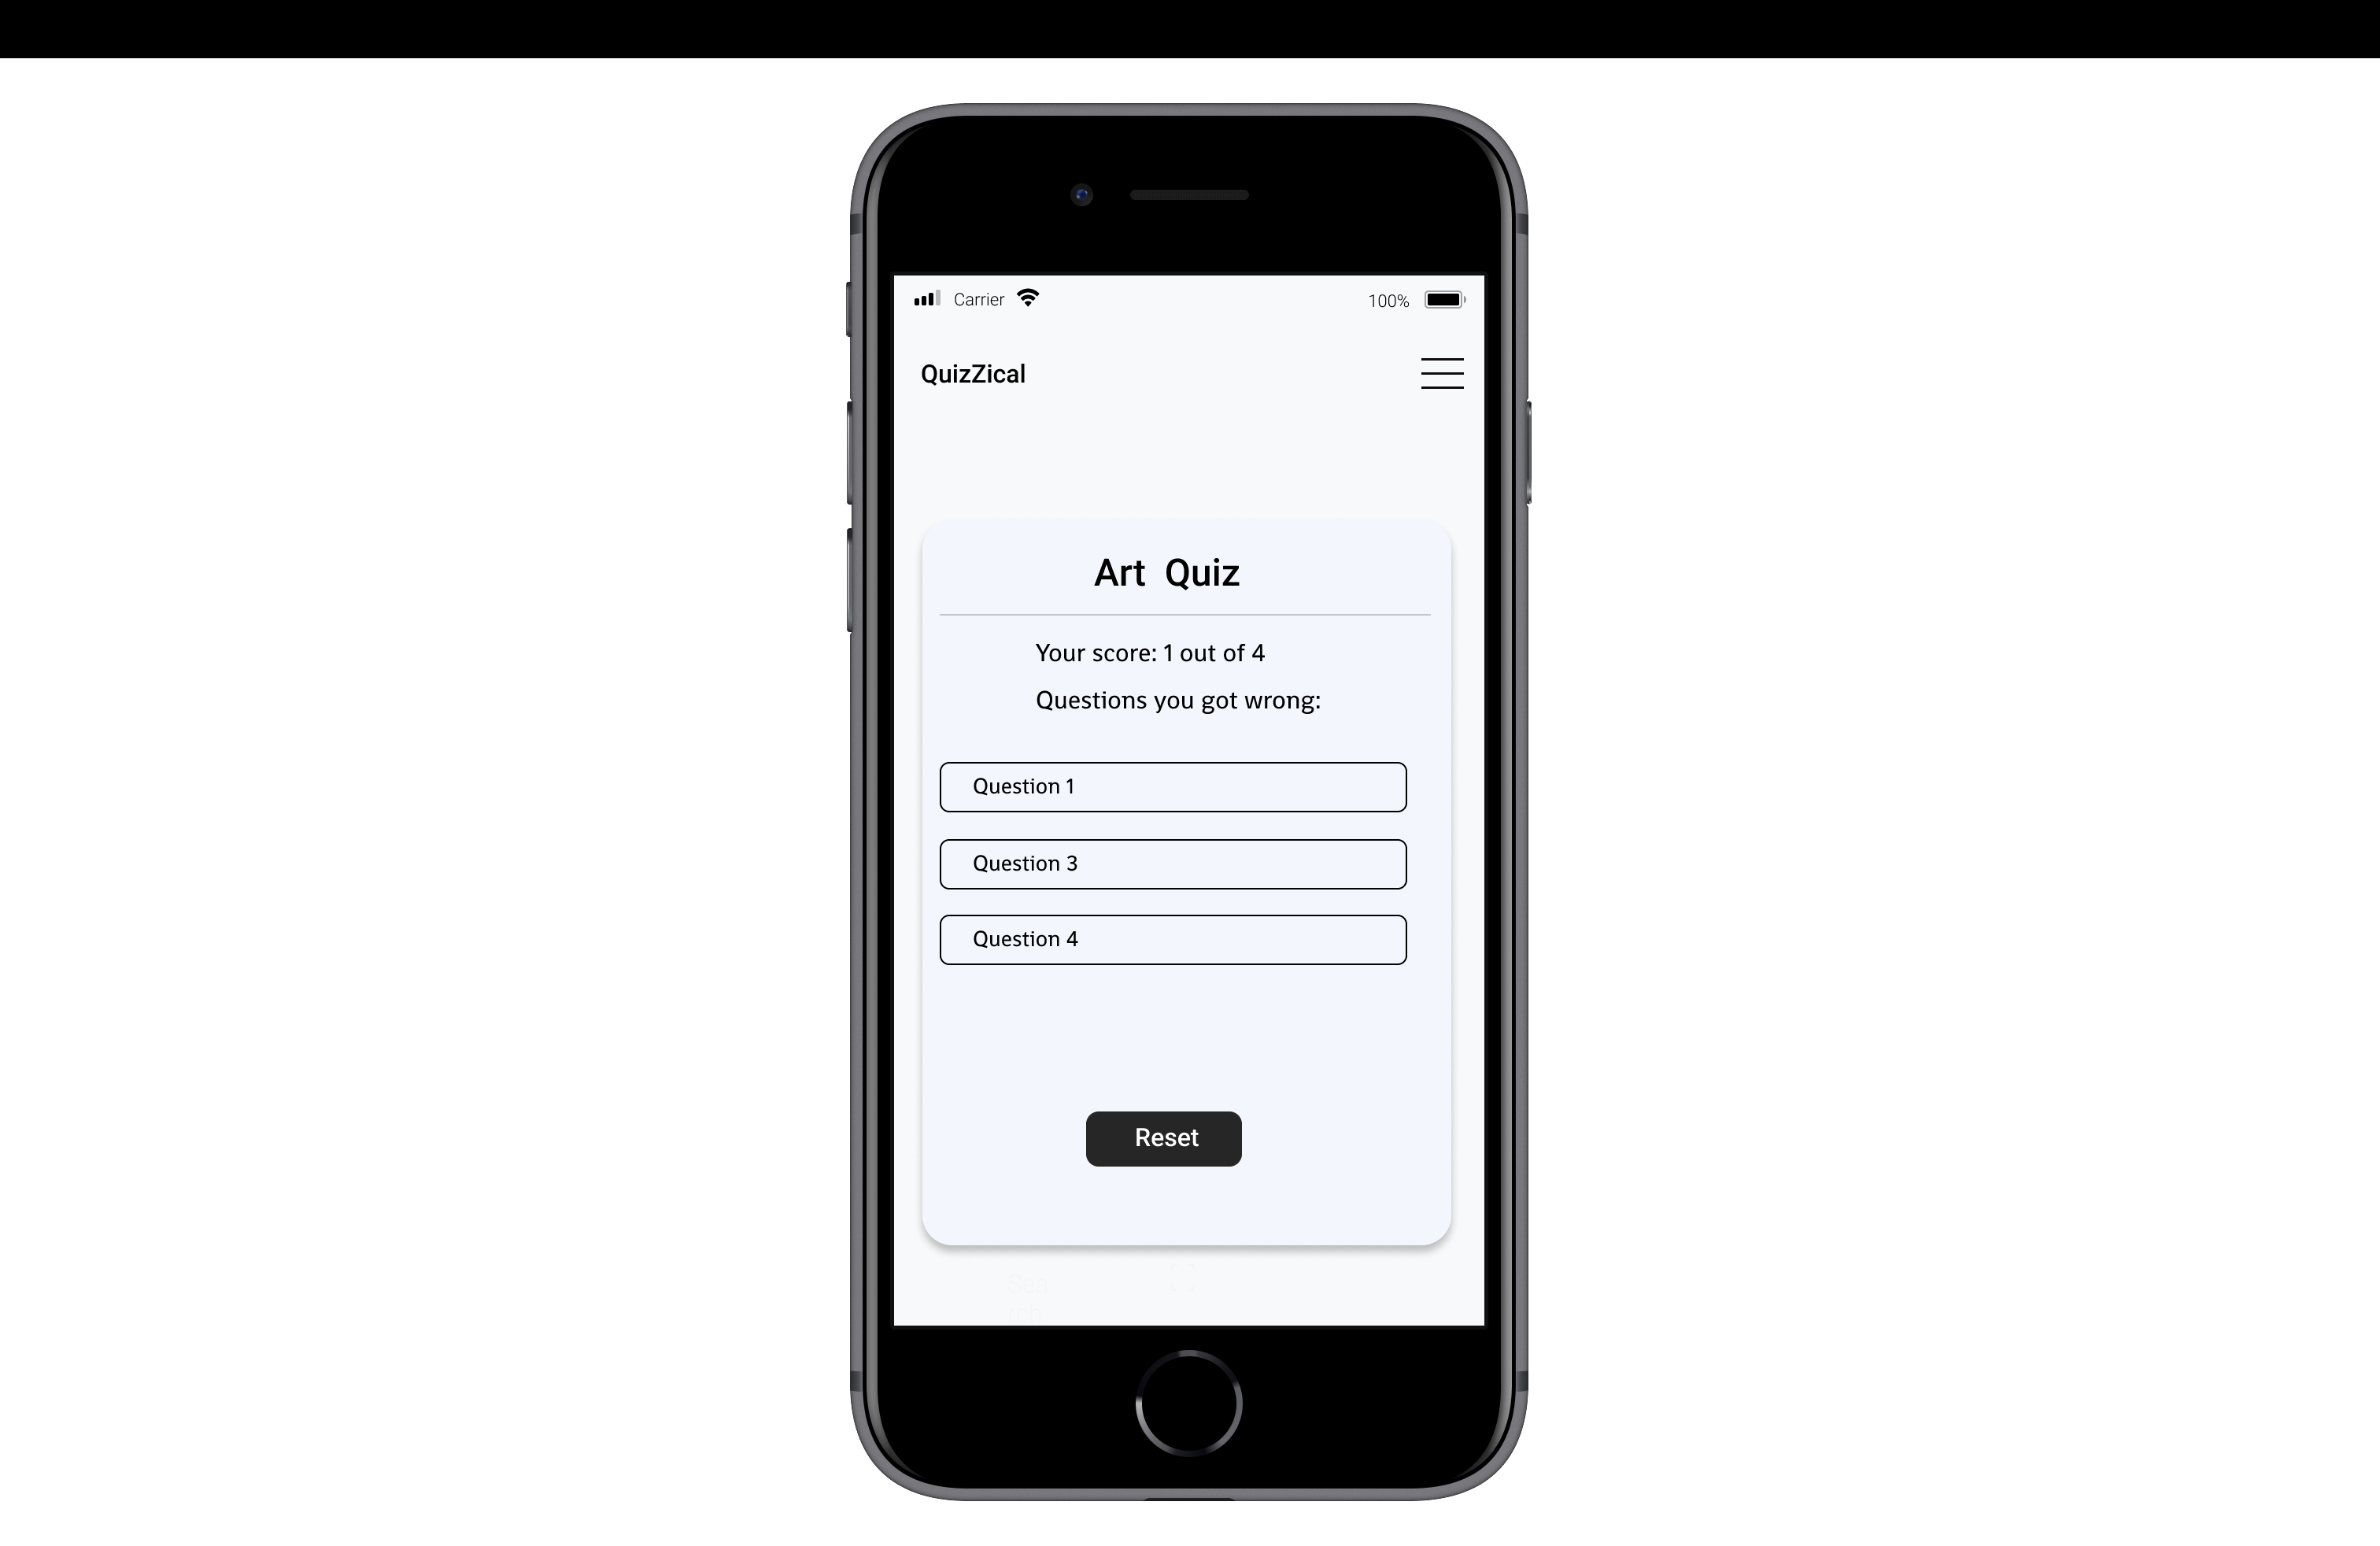 Carrier 100%
QuizZical
Art Quiz
Your score: 1 out of 4
Questions you got wrong:
Question 1
Question 3
Question 4
Reset